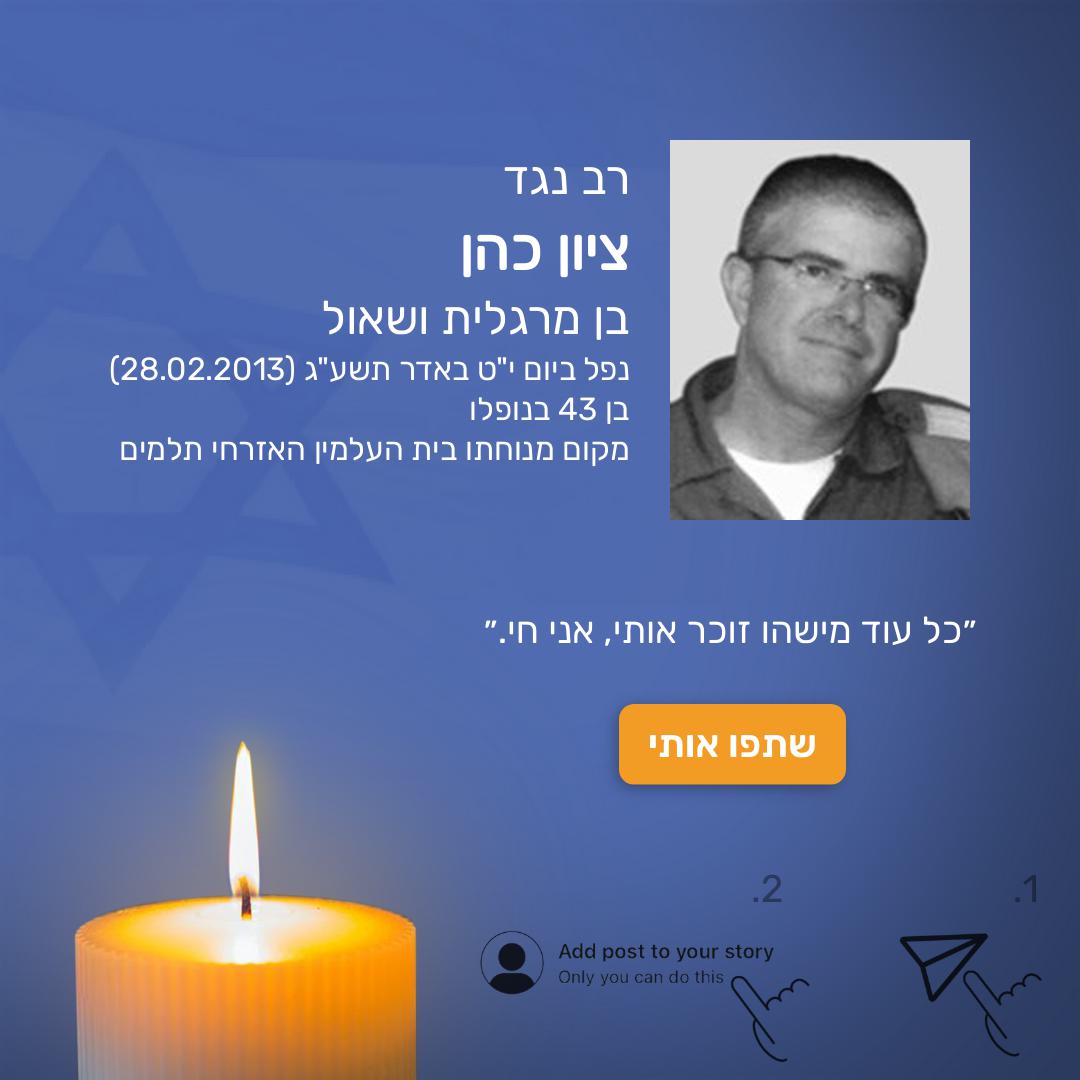 רב נגד
ציון כהן
בן מרגלית ושאול
נפל ביום י"ט באדר תשע"ג (28.02.2013)
בן 43 בנופלו
מקום מנוחתו בית העלמין האזרחי תלמים
״כל עוד מישהו זוכר אותי, אני חי.״
שתפו אותי
1.
2.
Add post to your story
Only you can do this